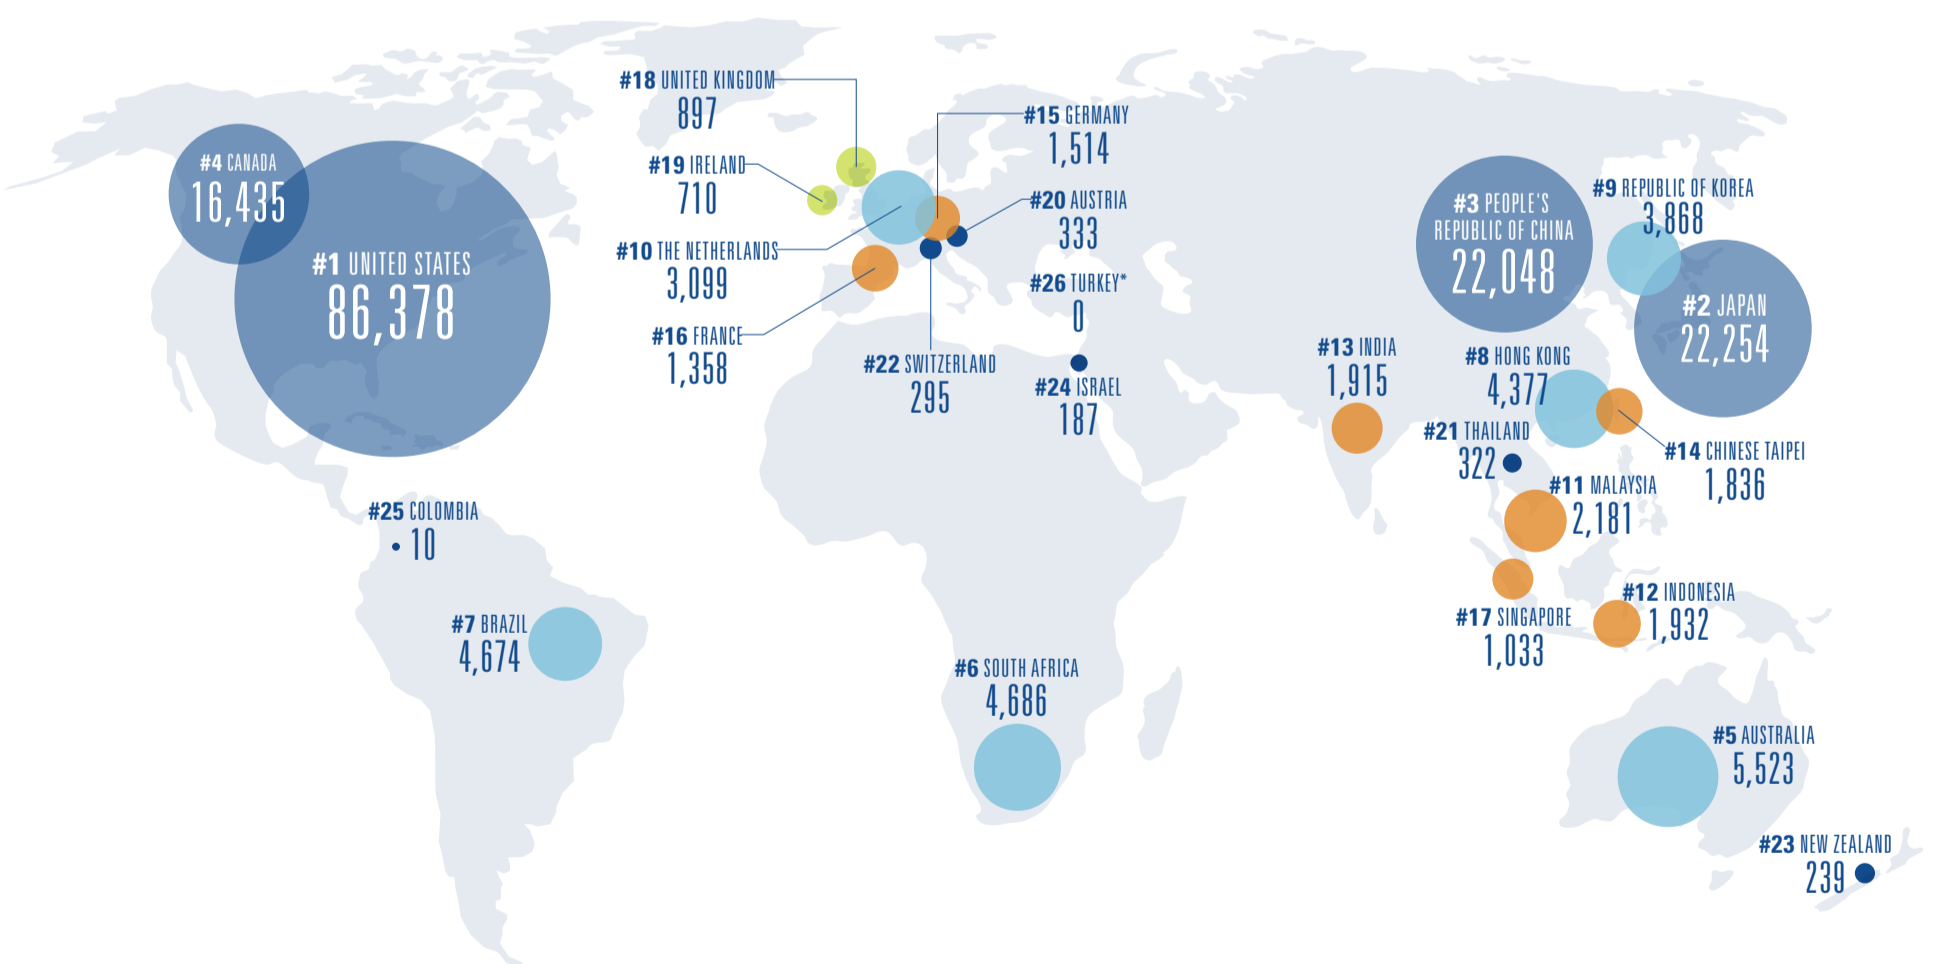 #18 UNITED KINGDOM
897
#15 GERMANY
1,514
#4 CANADA
16,435
#19 IRELAND
710
#20 AUSTRIA
333
#3 PEOPLE'S
REPUBLIC OF CHINA
22,048
#9 REPUBLIC OF KOREA
3,868
#1 UNITED STATES
86,378
#10 THE NETHERLANDS
3,099
#26 TURKEY*
0
#2 JAPAN
22,254
#16 FRANCE
1,358
#22 SWITZERLAND
295
#24 ISRAEL
187
#13 INDIA
1,915
#8 HONG KONG
4,377
#21 THAILAND
322
#14 CHINESE TAIPEI
1,836
#11 MALAYSIA
2,181
#25 COLOMBIA
10
#7 BRAZIL
4,674
#6 SOUTH AFRICA
4,686
#17 SINGAPORE
1,033
#12 INDONESIA
1,932
#5 AUSTRALIA
5,523
#23 NEW ZEALAND
239